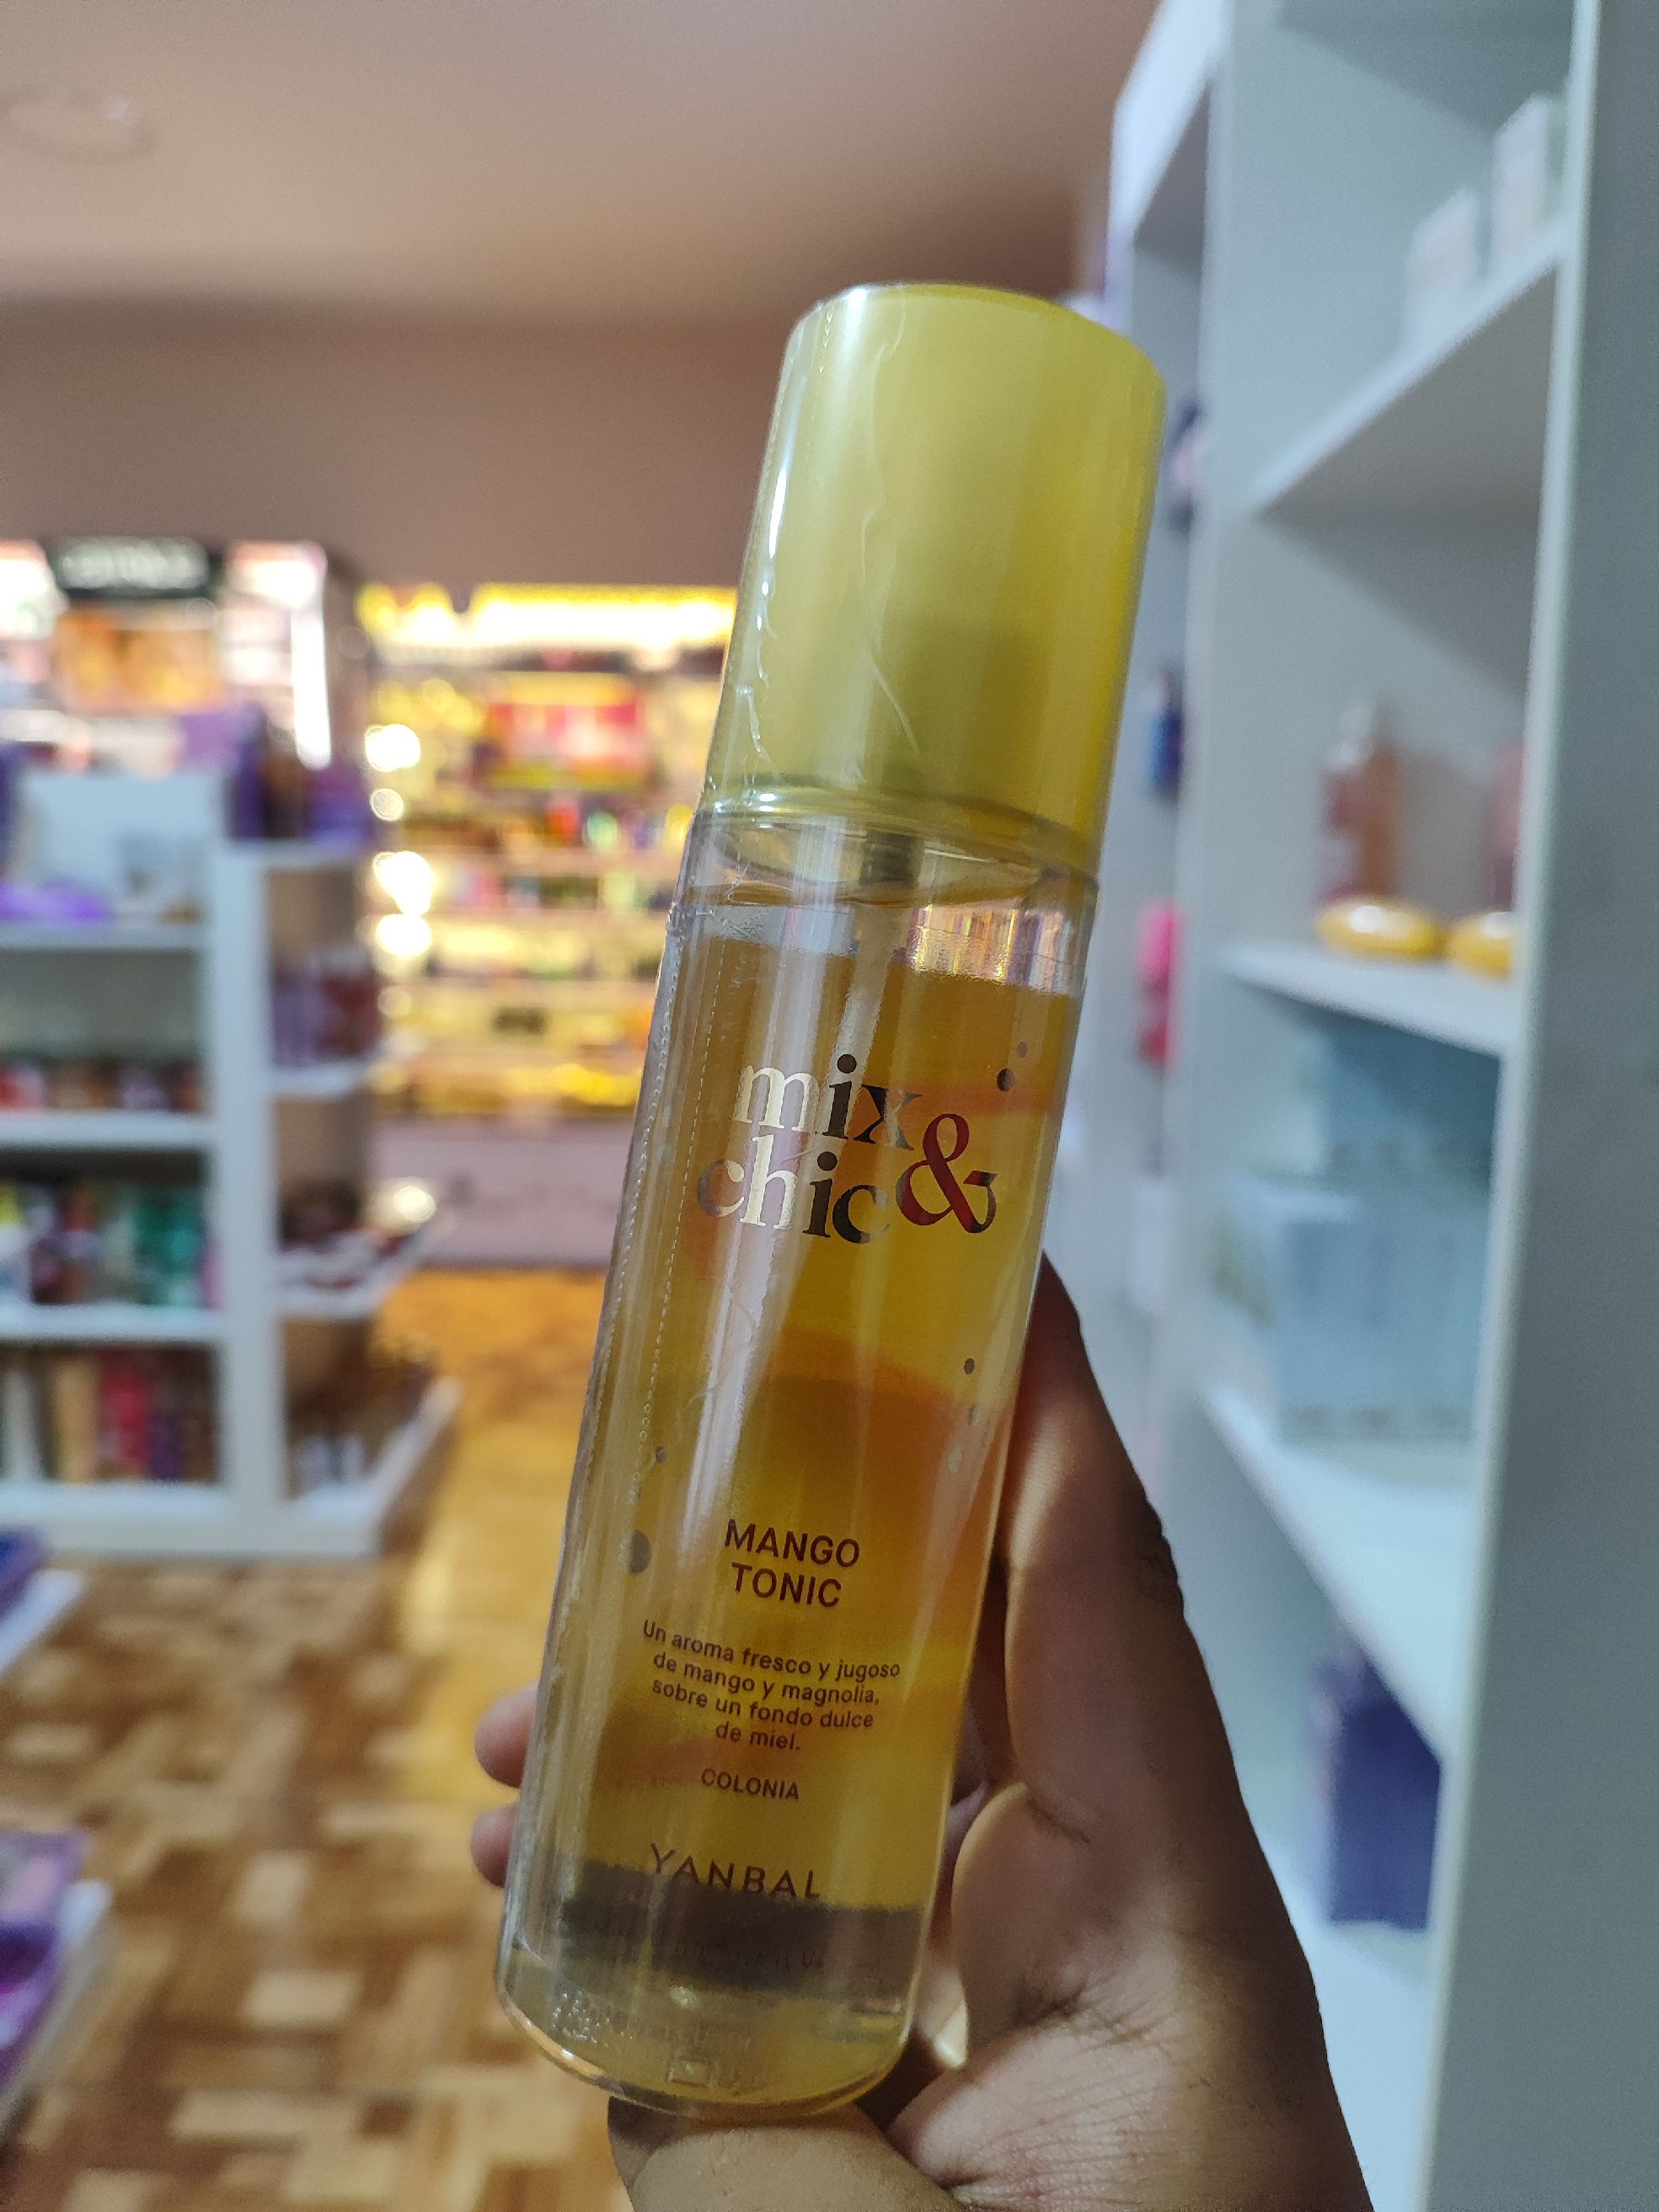 mix
chic &
MANGO
TONIC
Un aroma fresco y jugoso
de mango y magnolia,
sobre un fondo dulce
de miel.
COLONIA
YANBAL